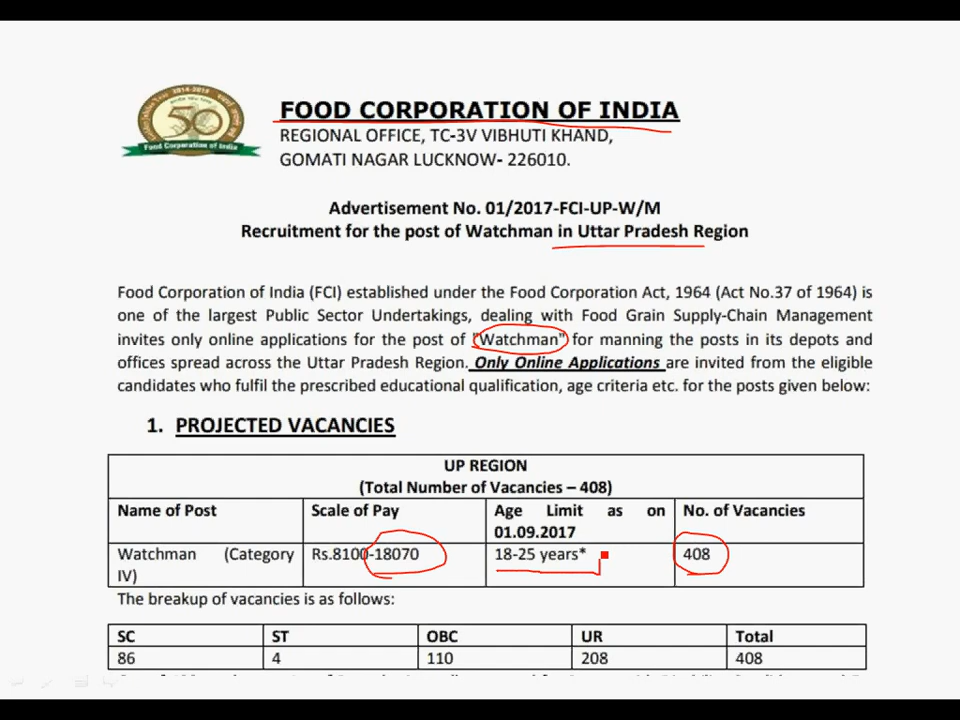 50
Food Corporation of India
FOOD CORPORATION OF INDIA
REGIONAL OFFICE, TC-3V VIBHUTI KHAND,
GOMATI NAGAR LUCKNOW- 226010.
Advertisement No. 01/2017-FCI-UP-W/M
Recruitment for the post of Watchman in Uttar Pradesh Region
Food Corporation of India (FCI) established under the Food Corporation Act, 1964 (Act No.37 of 1964) is
one of the largest Public Sector Undertakings, dealing with Food Grain Supply-Chain Management
invites only online applications for the post of "Watchman" for manning the posts in its depots and
offices spread across the Uttar Pradesh Region. Only Online Applications are invited from the eligible
candidates who fulfil the prescribed educational qualification, age criteria etc. for the posts given below:
1. PROJECTED VACANCIES
UP REGION
(Total Number of Vacancies – 408)
Name of Post Scale of Pay Age Limit as on No. of Vacancies
01.09.2017
Watchman (Category Rs.8100-18070 18-25 years* 408
IV)
The breakup of vacancies is as follows:
SC ST OBC UR Total
86 4 110 208 408